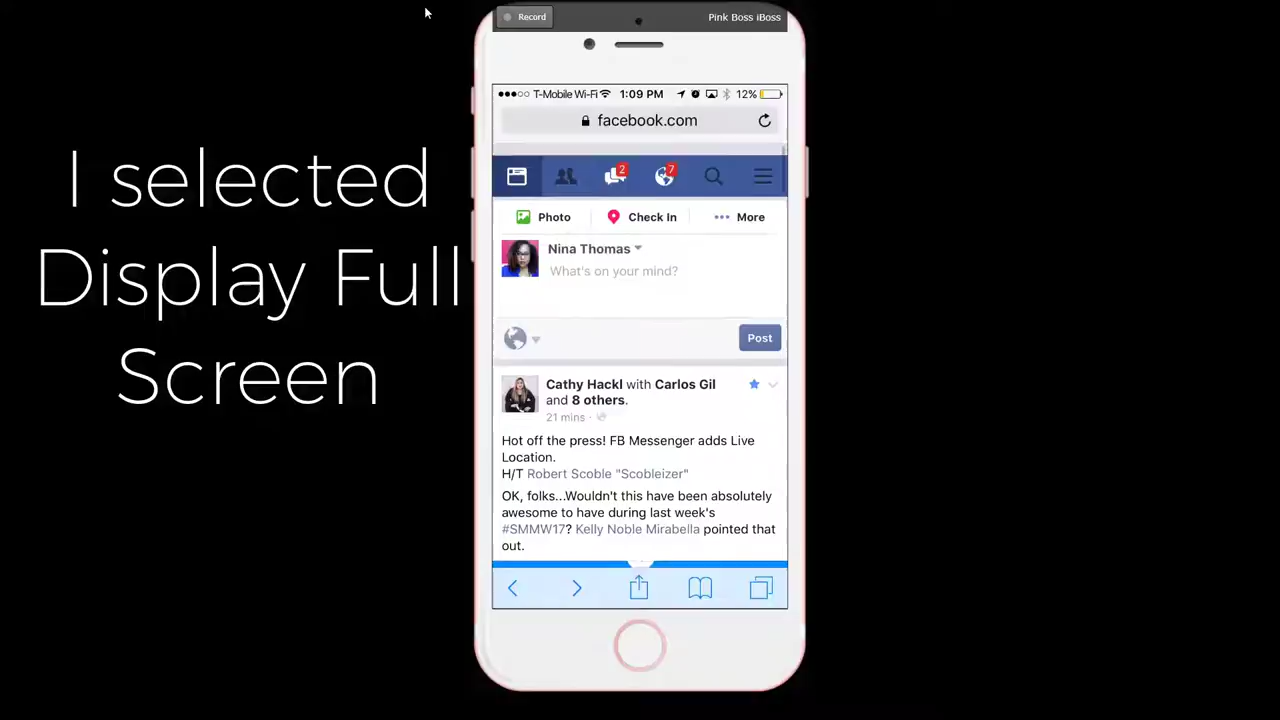 Record
Pink Boss iBoss
T-Mobile Wi-Fi 1:09 PM 12%
facebook.com
2 7
Photo Check In More
Nina Thomas
What's on your mind?
Post
Cathy Hackl with Carlos Gil
and 8 others.
21 mins ·
Hot off the press! FB Messenger adds Live
Location.
H/T Robert Scoble "Scobleizer"
OK, folks...Wouldn't this have been absolutely
awesome to have during last week's
#SMMW17? Kelly Noble Mirabella pointed that
out.
I selected
Display Full
Screen